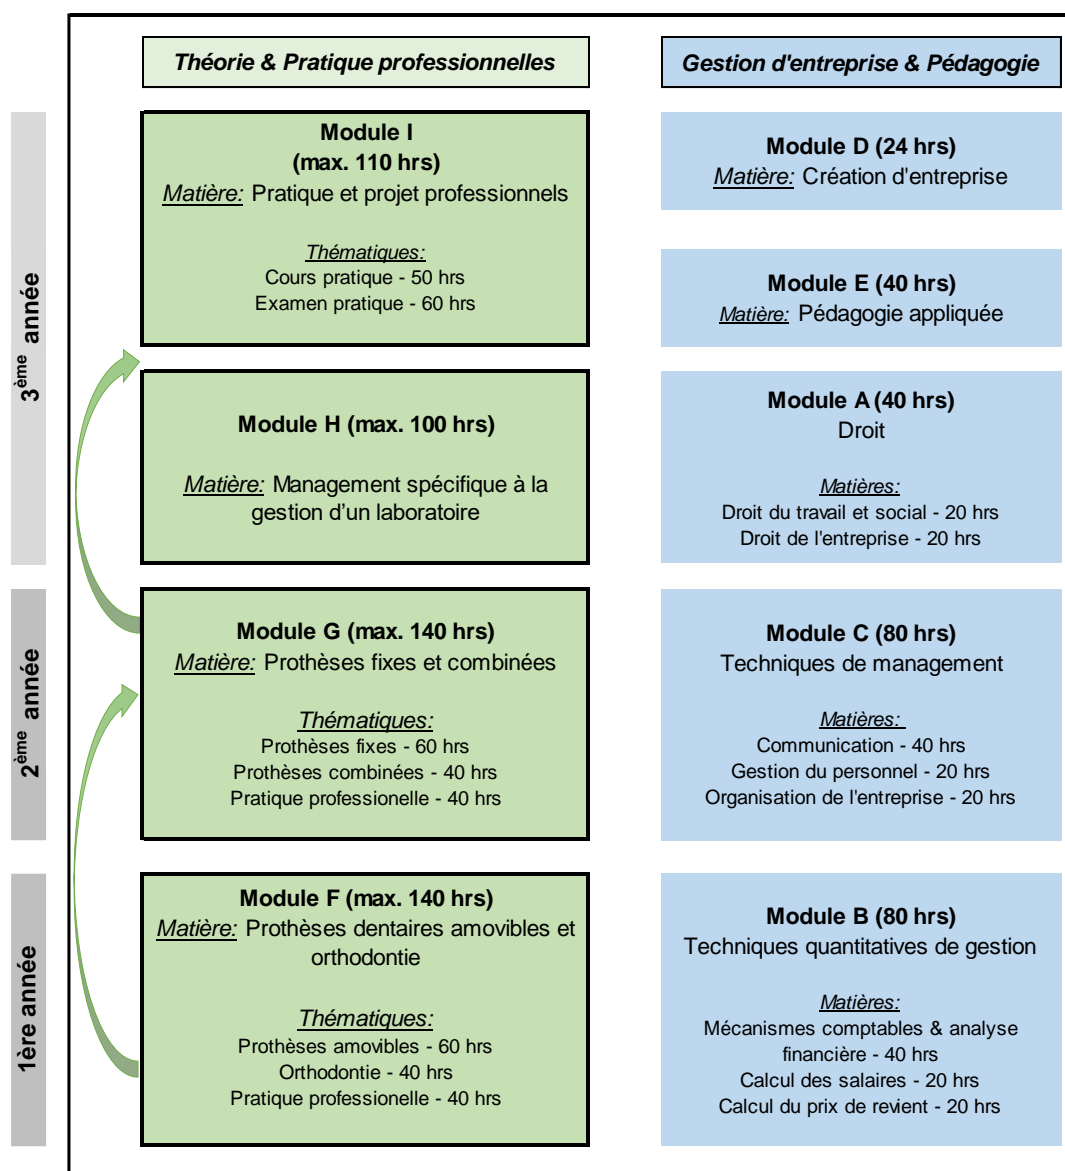 Théorie & Pratique professionnelles
Gestion d'entreprise & Pédagogie
3ème année
Module I
(max. 110 hrs)
Matière: Pratique et projet professionnels
Thématiques:
Cours pratique - 50 hrs
Examen pratique - 60 hrs
Module D (24 hrs)
Matière: Création d'entreprise
Module E (40 hrs)
Matière: Pédagogie appliquée
Module H (max. 100 hrs)
Matière: Management spécifique à la
gestion d’un laboratoire
Module A (40 hrs)
Droit
Matières:
Droit du travail et social - 20 hrs
Droit de l'entreprise - 20 hrs
2ème année
Module G (max. 140 hrs)
Matière: Prothèses fixes et combinées
Thématiques:
Prothèses fixes - 60 hrs
Prothèses combinées - 40 hrs
Pratique professionelle - 40 hrs
Module C (80 hrs)
Techniques de management
Matières:
Communication - 40 hrs
Gestion du personnel - 20 hrs
Organisation de l'entreprise - 20 hrs
1ère année
Module F (max. 140 hrs)
Matière: Prothèses dentaires amovibles et
orthodontie
Thématiques:
Prothèses amovibles - 60 hrs
Orthodontie - 40 hrs
Pratique professionelle - 40 hrs
Module B (80 hrs)
Techniques quantitatives de gestion
Matières:
Mécanismes comptables & analyse
financière - 40 hrs
Calcul des salaires - 20 hrs
Calcul du prix de revient - 20 hrs